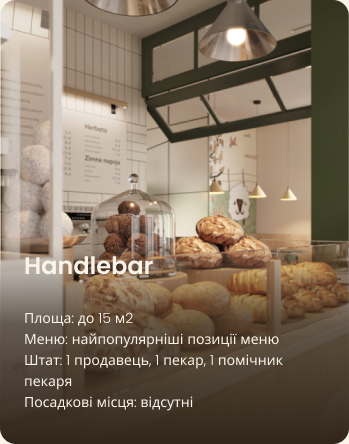 Herbata
Zimne napoje
Handlebar
Площа: до 15 м2
Меню: найпопулярніші позиції меню
Штат: 1 продавець, 1 пекар, 1 помічник
пекаря
Посадкові місця: відсутні